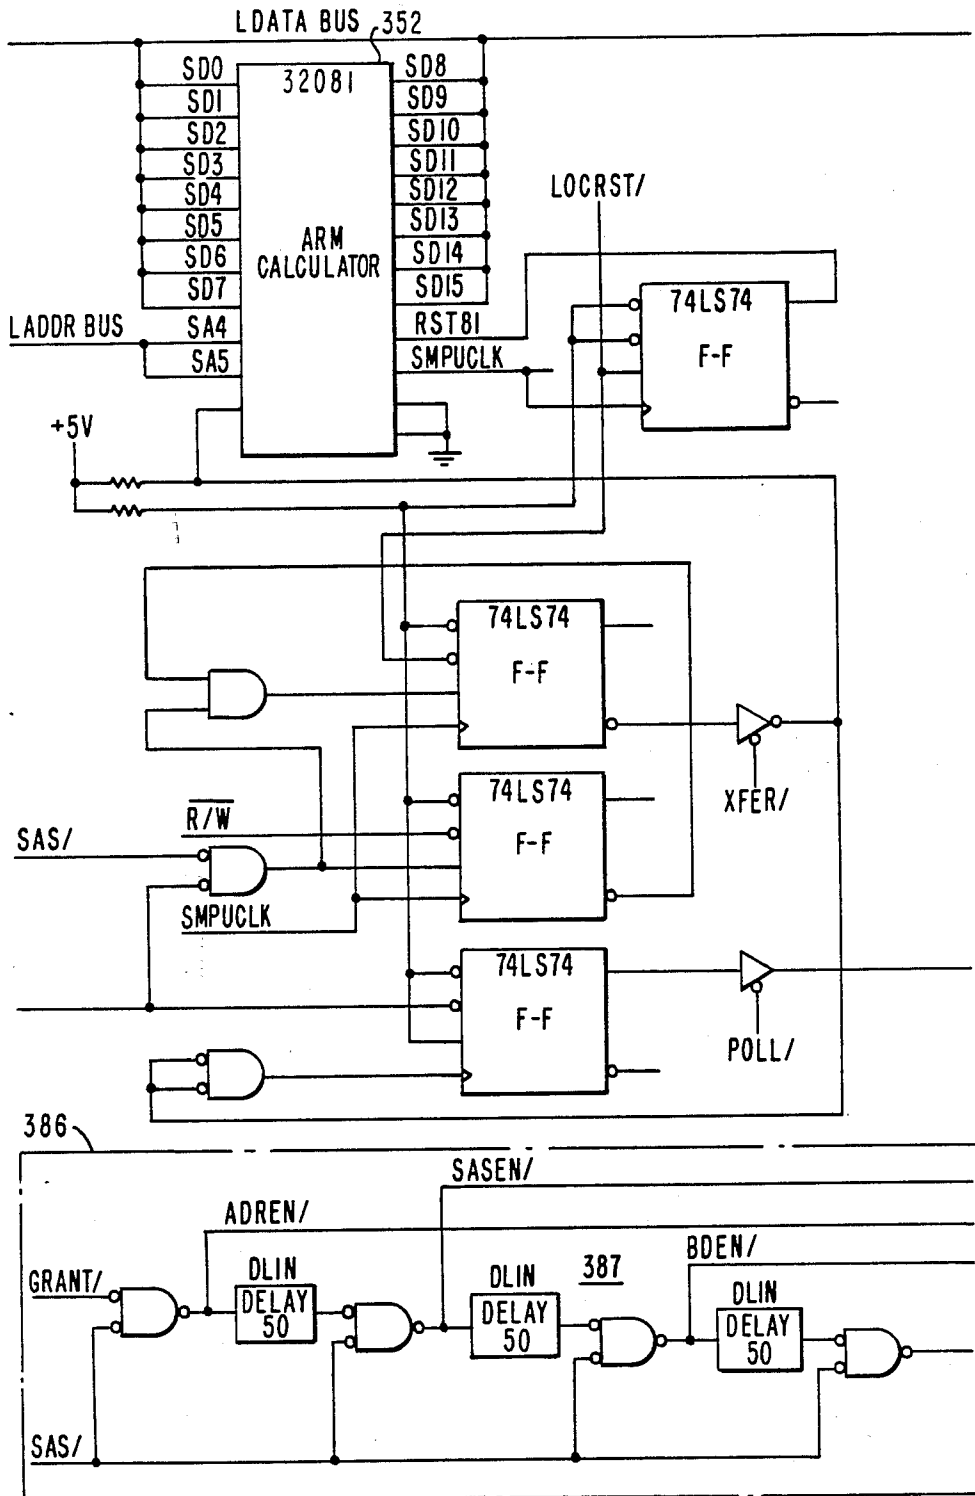 LDATA BUS
352
SD0
SD1
SD2
SD3
SD4
SD5
SD6
SD7
LADDR BUS
SA4
SA5
32081
ARM
CALCULATOR
SD8
SD9
SD10
SD11
SD12
SD13
SD14
SD15
RST81
SMPUCLK
LOCRST/
74LS74
F-F
+5V
74LS74
F-F
XFER/
74LS74
F-F
R/W
SAS/
SMPUCLK
74LS74
F-F
POLL/
386
SASEN/
ADREN/
BDEN/
GRANT/
DLIN
DELAY
50
DLIN
DELAY
50
387
DLIN
DELAY
50
SAS/